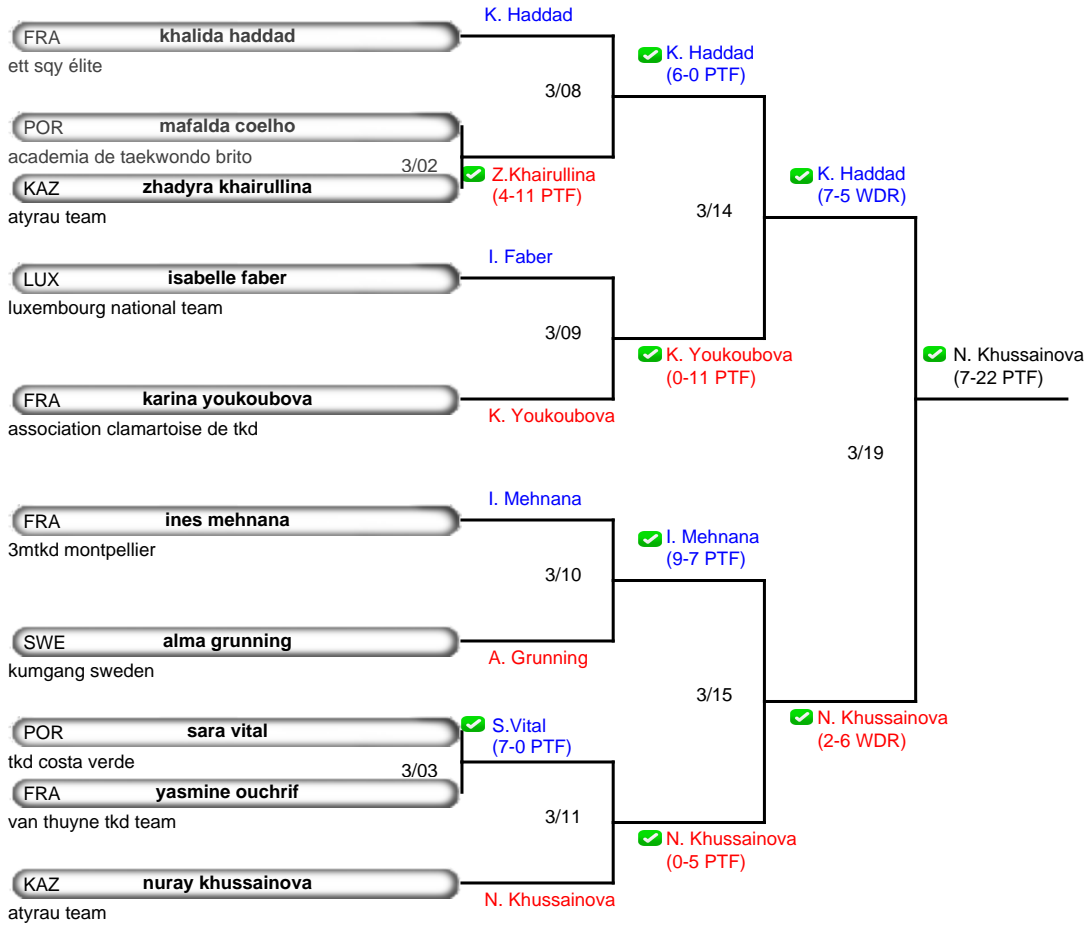 K. Haddad
FRA khalida haddad
ett sqy élite
K. Haddad
(6-0 PTF)
3/08
POR mafalda coelho
academia de taekwondo brito
3/02
KAZ zhadyra khairullina
atyrau team
Z.Khairullina
(4-11 PTF)
K. Haddad
(7-5 WDR)
3/14
I. Faber
LUX isabelle faber
luxembourg national team
3/09
K. Youkoubova
(0-11 PTF)
FRA karina youkoubova
association clamartoise de tkd
K. Youkoubova
N. Khussainova
(7-22 PTF)
3/19
I. Mehnana
FRA ines mehnana
3mtkd montpellier
I. Mehnana
(9-7 PTF)
3/10
SWE alma grunning
kumgang sweden
A. Grunning
3/15
N. Khussainova
(2-6 WDR)
POR sara vital
tkd costa verde
S.Vital
(7-0 PTF)
3/03
FRA yasmine ouchrif
van thuyne tkd team
3/11
N. Khussainova
(0-5 PTF)
KAZ nuray khussainova
atyrau team
N. Khussainova